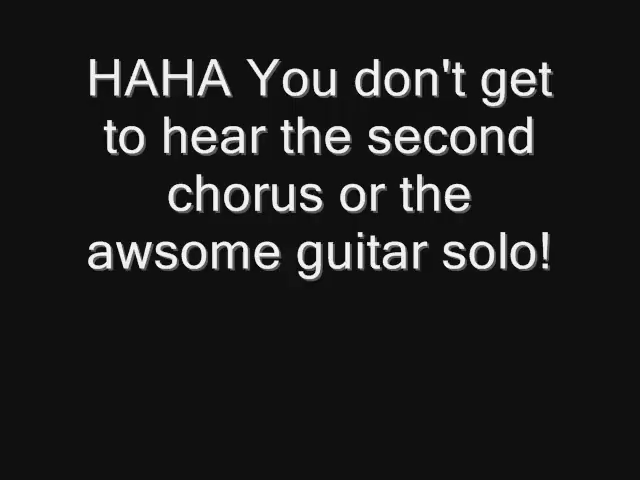 HAHA You don't get
to hear the second
chorus or the
awsome guitar solo!